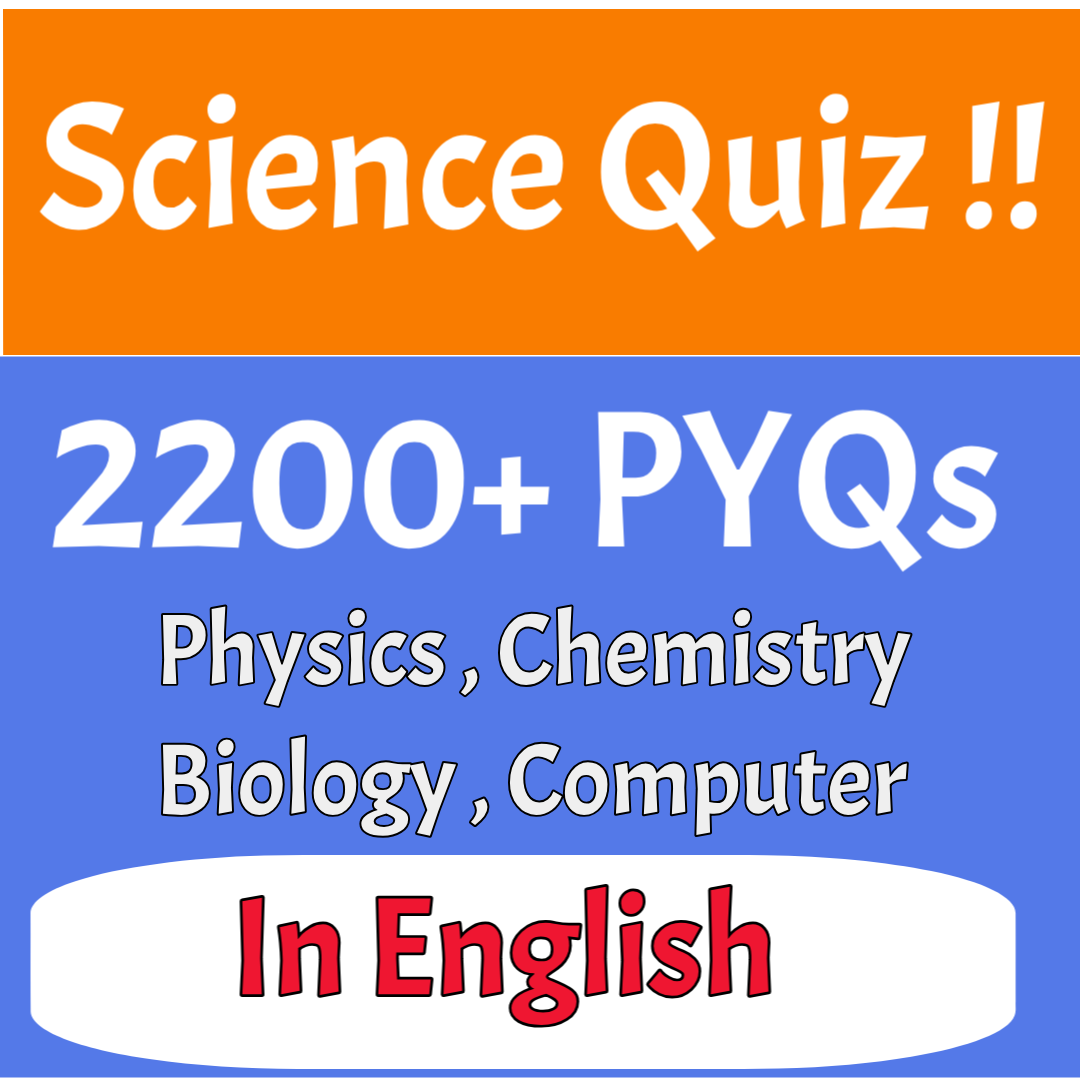 Science Quiz !!
2200+ PYQs
Physics , Chemistry
Biology , Computer
In English